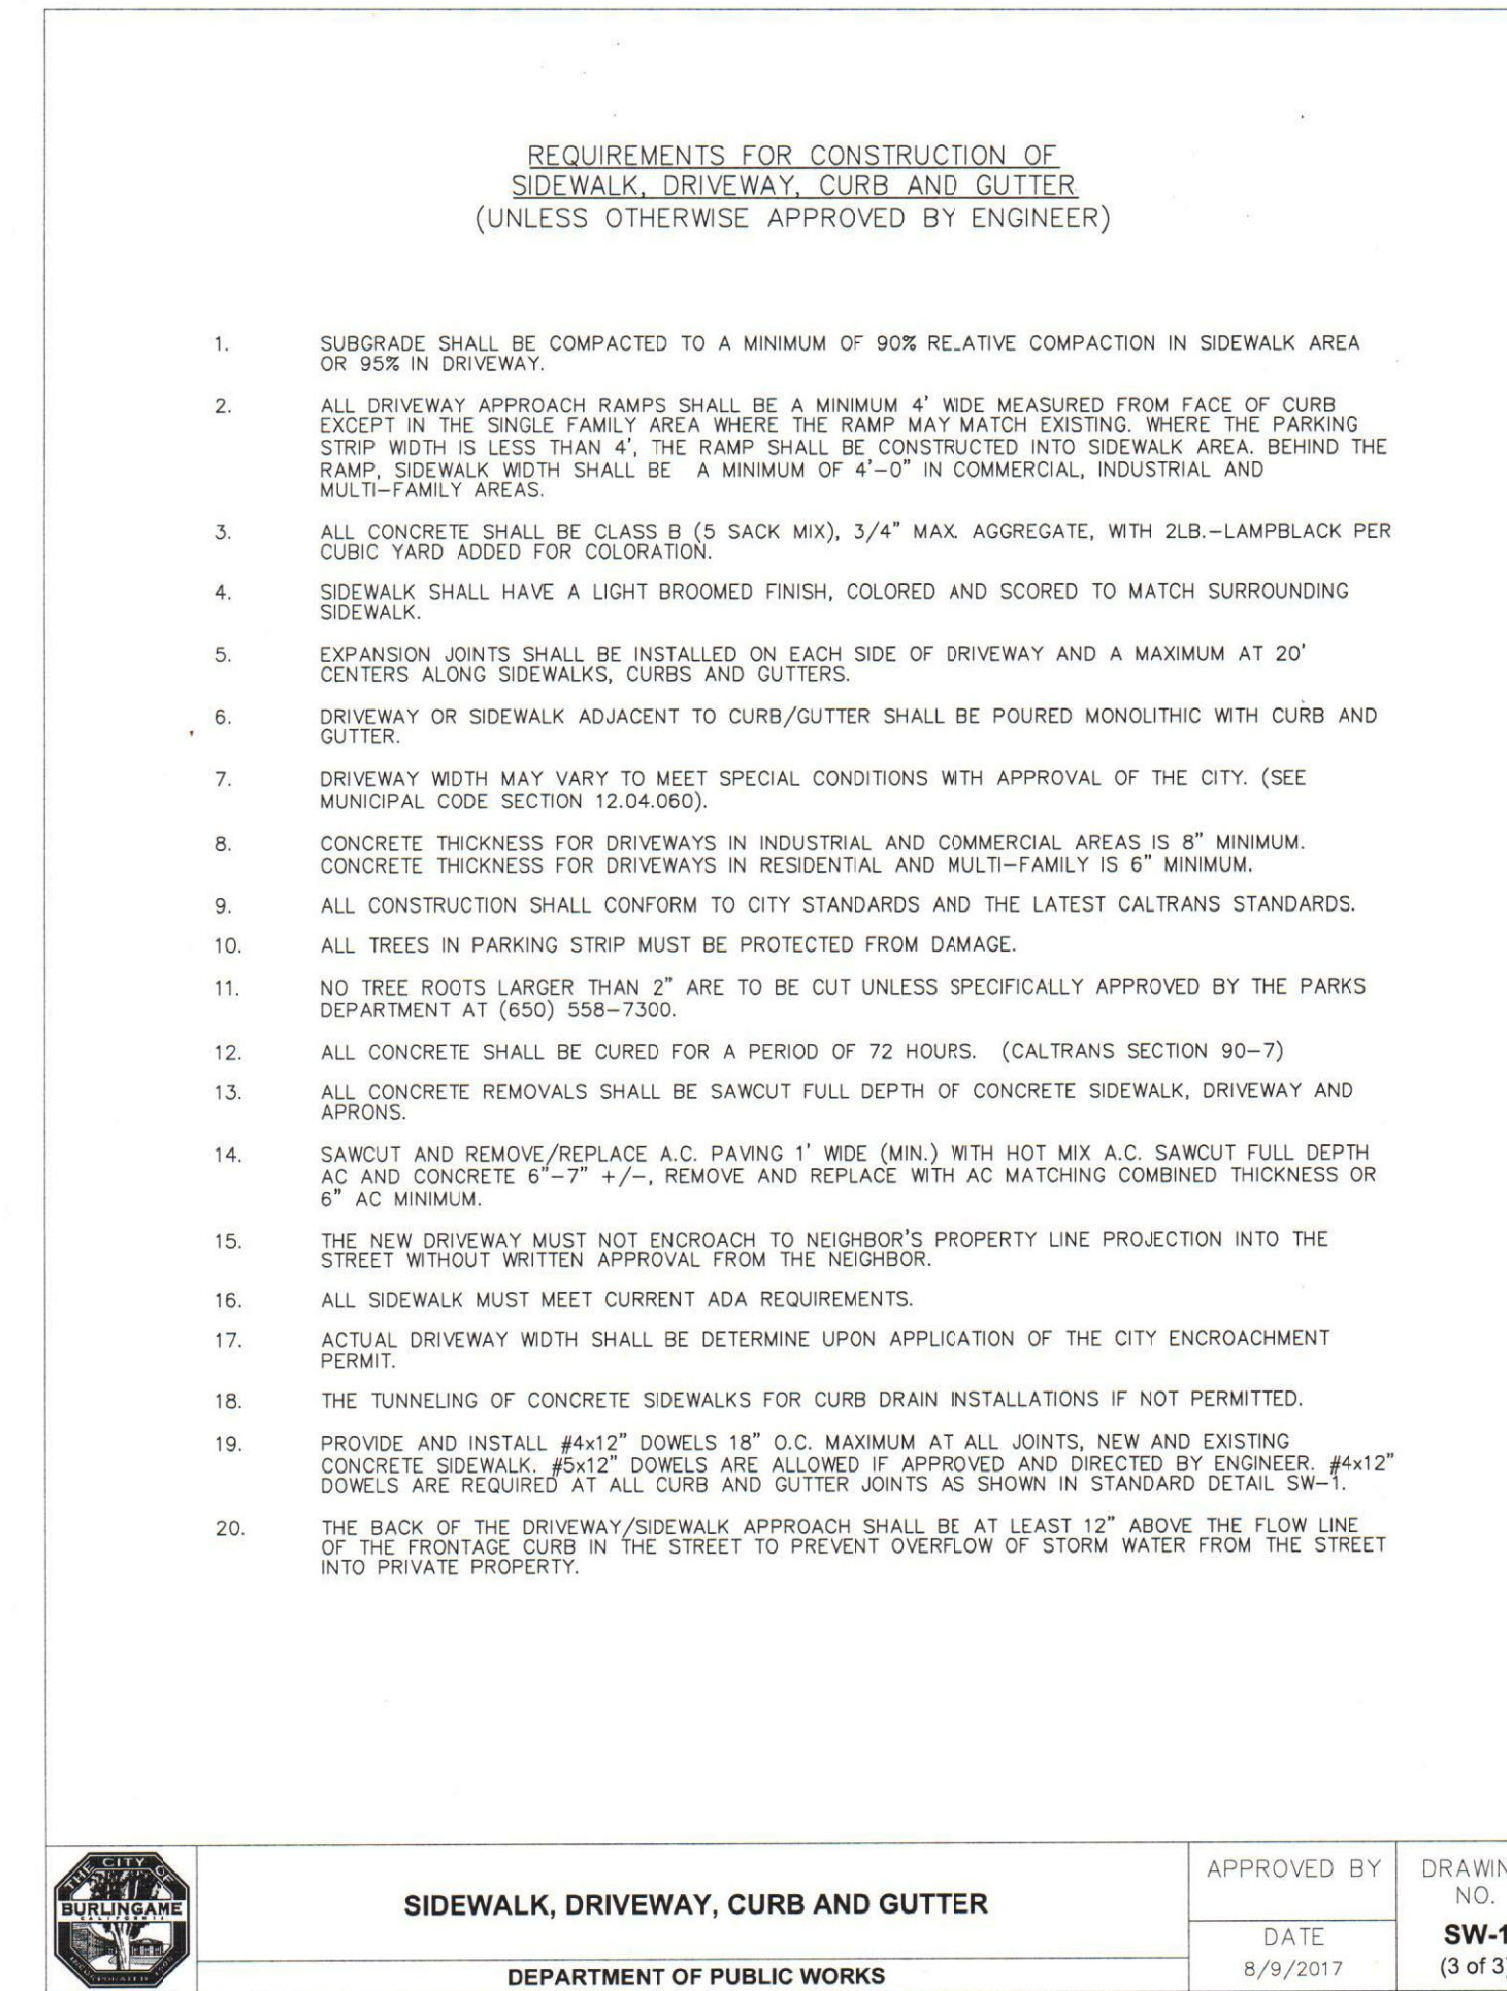 REQUIREMENTS FOR CONSTRUCTION OF
SIDEWALK, DRIVEWAY, CURB AND GUTTER
(UNLESS OTHERWISE APPROVED BY ENGINEER)
1. SUBGRADE SHALL BE COMPACTED TO A MINIMUM OF 90% RELATIVE COMPACTION IN SIDEWALK AREA
OR 95% IN DRIVEWAY.
2. ALL DRIVEWAY APPROACH RAMPS SHALL BE A MINIMUM 4' WIDE MEASURED FROM FACE OF CURB
EXCEPT IN THE SINGLE FAMILY AREA WHERE THE RAMP MAY MATCH EXISTING. WHERE THE PARKING
STRIP WIDTH IS LESS THAN 4', THE RAMP SHALL BE CONSTRUCTED INTO SIDEWALK AREA. BEHIND THE
RAMP, SIDEWALK WIDTH SHALL BE A MINIMUM OF 4'-0" IN COMMERCIAL, INDUSTRIAL AND
MULTI-FAMILY AREAS.
3. ALL CONCRETE SHALL BE CLASS B (5 SACK MIX), 3/4" MAX. AGGREGATE, WITH 2LB.-LAMPBLACK PER
CUBIC YARD ADDED FOR COLORATION.
4. SIDEWALK SHALL HAVE A LIGHT BROOMED FINISH, COLORED AND SCORED TO MATCH SURROUNDING
SIDEWALK.
5. EXPANSION JOINTS SHALL BE INSTALLED ON EACH SIDE OF DRIVEWAY AND A MAXIMUM AT 20'
CENTERS ALONG SIDEWALKS, CURBS AND GUTTERS.
6. DRIVEWAY OR SIDEWALK ADJACENT TO CURB/GUTTER SHALL BE POURED MONOLITHIC WITH CURB AND
GUTTER.
7. DRIVEWAY WIDTH MAY VARY TO MEET SPECIAL CONDITIONS WITH APPROVAL OF THE CITY. (SEE
MUNICIPAL CODE SECTION 12.04.060).
8. CONCRETE THICKNESS FOR DRIVEWAYS IN INDUSTRIAL AND COMMERCIAL AREAS IS 8" MINIMUM.
CONCRETE THICKNESS FOR DRIVEWAYS IN RESIDENTIAL AND MULTI-FAMILY IS 6" MINIMUM.
9. ALL CONSTRUCTION SHALL CONFORM TO CITY STANDARDS AND THE LATEST CALTRANS STANDARDS.
10. ALL TREES IN PARKING STRIP MUST BE PROTECTED FROM DAMAGE.
11. NO TREE ROOTS LARGER THAN 2" ARE TO BE CUT UNLESS SPECIFICALLY APPROVED BY THE PARKS
DEPARTMENT AT (650) 558-7300.
12. ALL CONCRETE SHALL BE CURED FOR A PERIOD OF 72 HOURS. (CALTRANS SECTION 90-7)
13. ALL CONCRETE REMOVALS SHALL BE SAWCUT FULL DEPTH OF CONCRETE SIDEWALK, DRIVEWAY AND
APRONS.
14. SAWCUT AND REMOVE/REPLACE A.C. PAVING 1' WIDE (MIN.) WITH HOT MIX A.C. SAWCUT FULL DEPTH
AC AND CONCRETE 6"-7" +/-, REMOVE AND REPLACE WITH AC MATCHING COMBINED THICKNESS OR
6" AC MINIMUM.
15. THE NEW DRIVEWAY MUST NOT ENCROACH TO NEIGHBOR'S PROPERTY LINE PROJECTION INTO THE
STREET WITHOUT WRITTEN APPROVAL FROM THE NEIGHBOR.
16. ALL SIDEWALK MUST MEET CURRENT ADA REQUIREMENTS.
17. ACTUAL DRIVEWAY WIDTH SHALL BE DETERMINE UPON APPLICATION OF THE CITY ENCROACHMENT
PERMIT.
18. THE TUNNELING OF CONCRETE SIDEWALKS FOR CURB DRAIN INSTALLATIONS IF NOT PERMITTED.
19. PROVIDE AND INSTALL #4x12" DOWELS 18" O.C. MAXIMUM AT ALL JOINTS, NEW AND EXISTING
CONCRETE SIDEWALK. #5x12" DOWELS ARE ALLOWED IF APPROVED AND DIRECTED BY ENGINEER. #4x12"
DOWELS ARE REQUIRED AT ALL CURB AND GUTTER JOINTS AS SHOWN IN STANDARD DETAIL SW-1.
20. THE BACK OF THE DRIVEWAY/SIDEWALK APPROACH SHALL BE AT LEAST 12" ABOVE THE FLOW LINE
OF THE FRONTAGE CURB IN THE STREET TO PREVENT OVERFLOW OF STORM WATER FROM THE STREET
INTO PRIVATE PROPERTY.
THE CITY OF
BURLINGAME
CALIFORNIA
INCORPORATED 1908
SIDEWALK, DRIVEWAY, CURB AND GUTTER
DEPARTMENT OF PUBLIC WORKS
APPROVED BY
DATE
8/9/2017
DRAWIN
NO.
SW-1
(3 of 3)